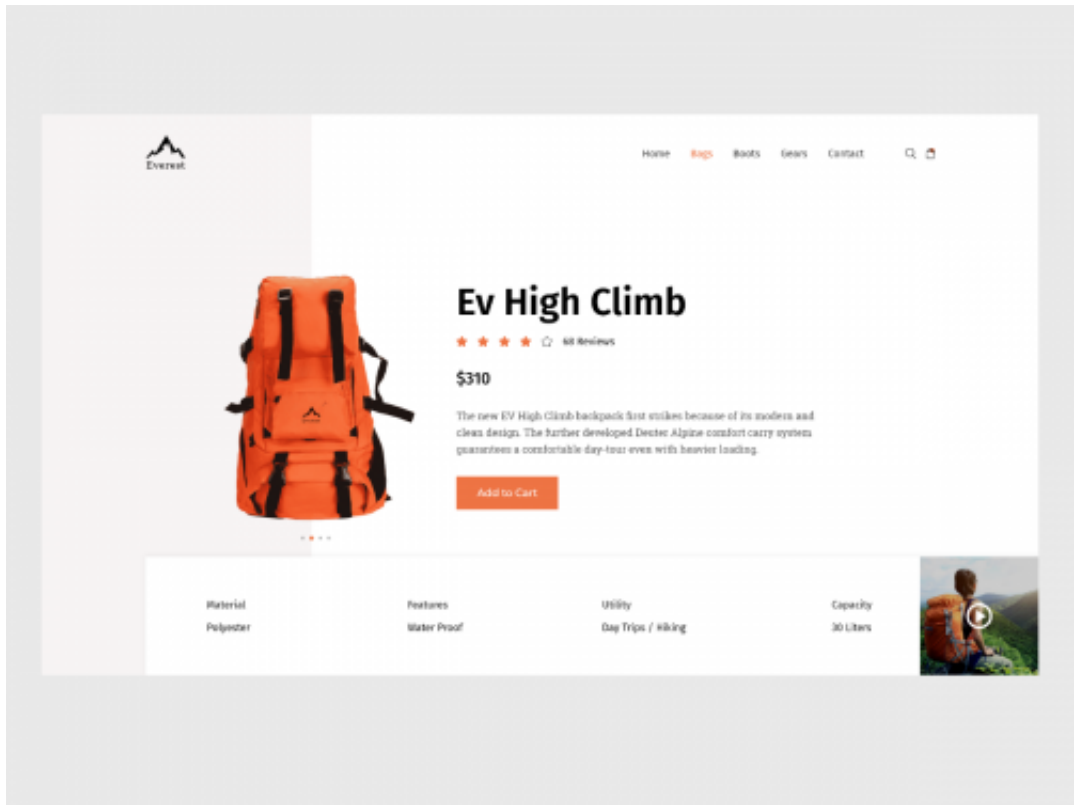 Everest
Home Bags Boots Gears Contact
Ev High Climb
68 Reviews
$310
The new EV High Climb backpack first strikes because of its modern and
clean design. The further developed Deuter Alpine comfort carry system
guarantees a comfortable day-tour even with heavier loading.
Add to Cart
Material Features Utility Capacity
Polyester Water Proof Day Trips / Hiking 30 Liters